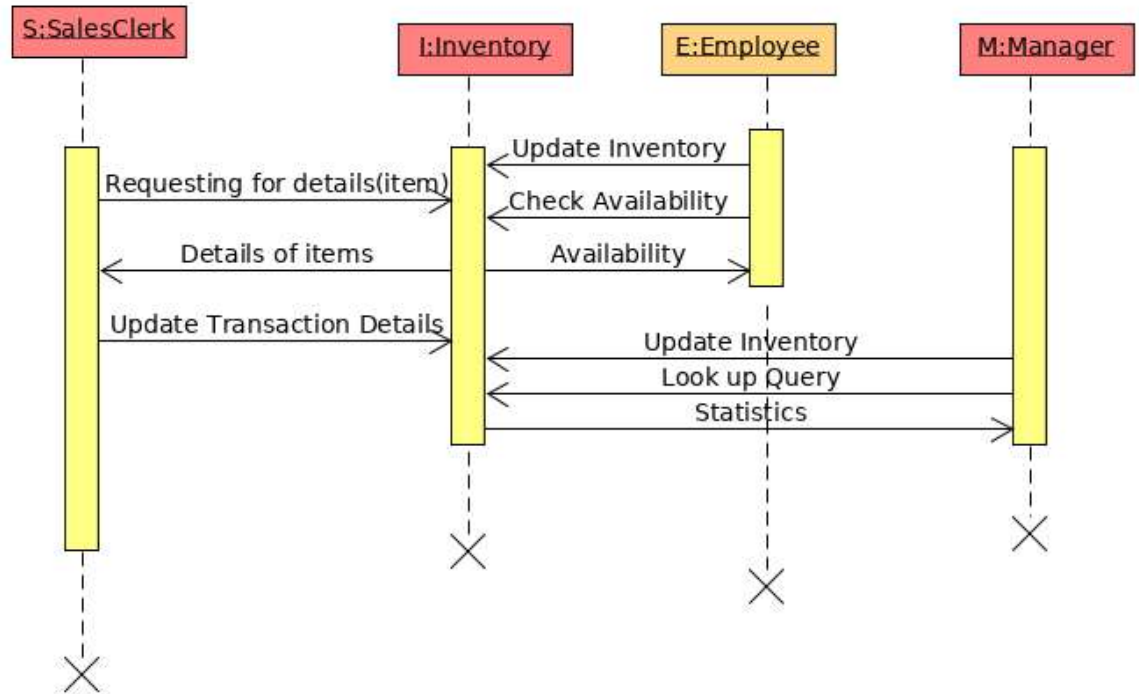 S:SalesClerk
I:Inventory
E:Employee
M:Manager
Update Inventory
Requesting for details(item)
Check Availability
Details of items
Availability
Update Transaction Details
Update Inventory
Look up Query
Statistics